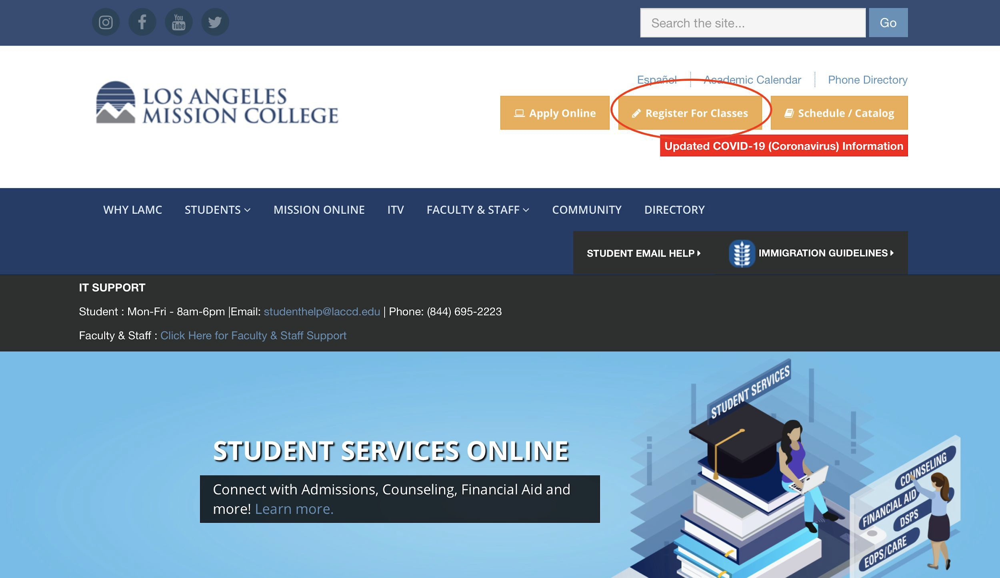 You
Tube
Search the site...
Go
Español
Academic Calendar
Phone Directory
LOS ANGELES
MISSION COLLEGE
Apply Online
Register For Classes
Schedule / Catalog
Updated COVID-19 (Coronavirus) Information
WHY LAMC
STUDENTS
MISSION ONLINE
ITV
FACULTY & STAFF
COMMUNITY
DIRECTORY
STUDENT EMAIL HELP
IMMIGRATION GUIDELINES
IT SUPPORT
Student : Mon-Fri - 8am-6pm |Email: studenthelp@laccd.edu | Phone: (844) 695-2223
Faculty & Staff : Click Here for Faculty & Staff Support
STUDENT SERVICES
STUDENT SERVICES ONLINE
Connect with Admissions, Counseling, Financial Aid and
more! Learn more.
COUNSELING
FINANCIAL AID
DSPS
EOPS/CARE